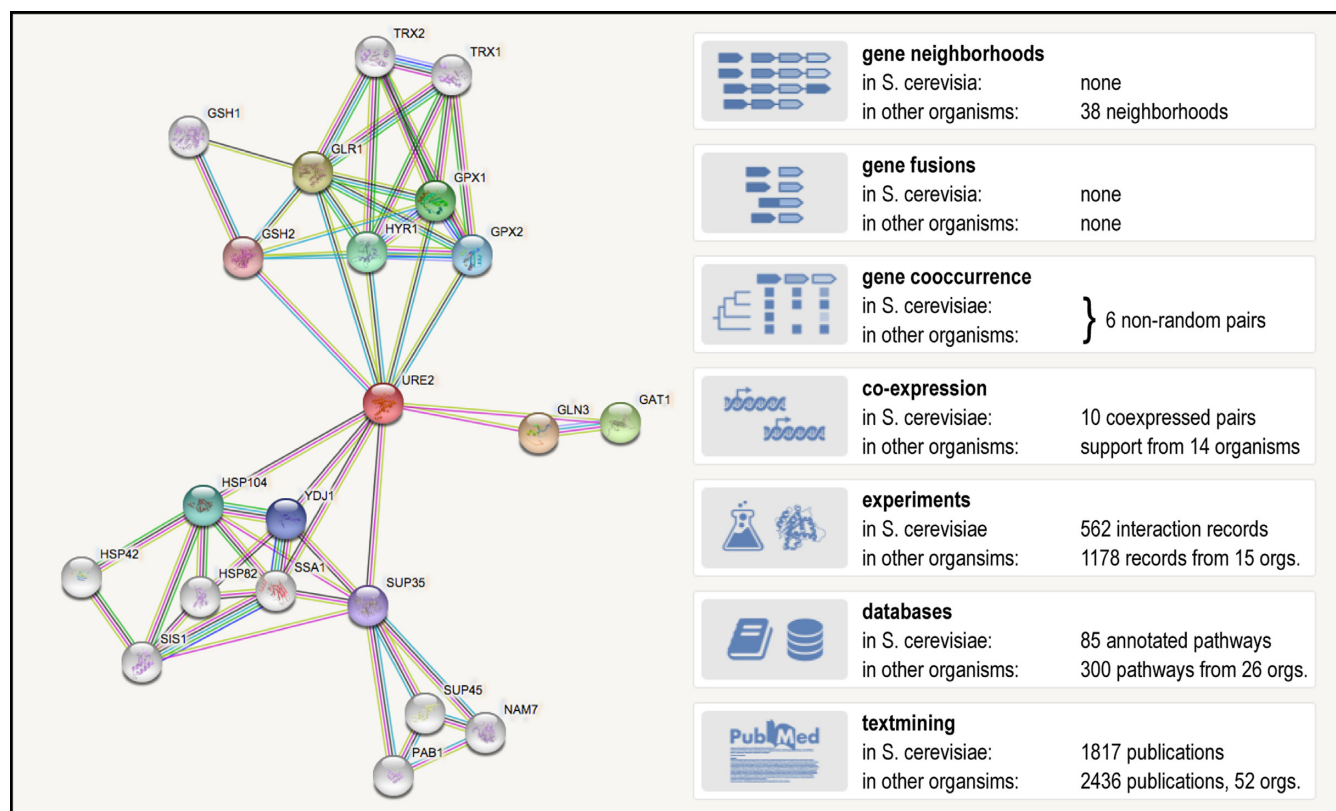 TRX2
TRX1
GSH1
GLR1
GPX1
GSH2
HYR1
GPX2
URE2
GLN3
GAT1
HSP104
YDJ1
HSP42
HSP82
SSA1
SUP35
SIS1
SUP45
NAM7
PAB1
gene neighborhoods
in S. cerevisia: none
in other organisms: 38 neighborhoods
gene fusions
in S. cerevisia: none
in other organisms: none
gene cooccurrence
in S. cerevisiae:
} 6 non-random pairs
in other organisms:
co-expression
in S. cerevisiae: 10 coexpressed pairs
in other organisms: support from 14 organisms
experiments
in S. cerevisiae 562 interaction records
in other organsims: 1178 records from 15 orgs.
databases
in S. cerevisiae: 85 annotated pathways
in other organisms: 300 pathways from 26 orgs.
PubMed
textmining
in S. cerevisiae: 1817 publications
in other organsims: 2436 publications, 52 orgs.